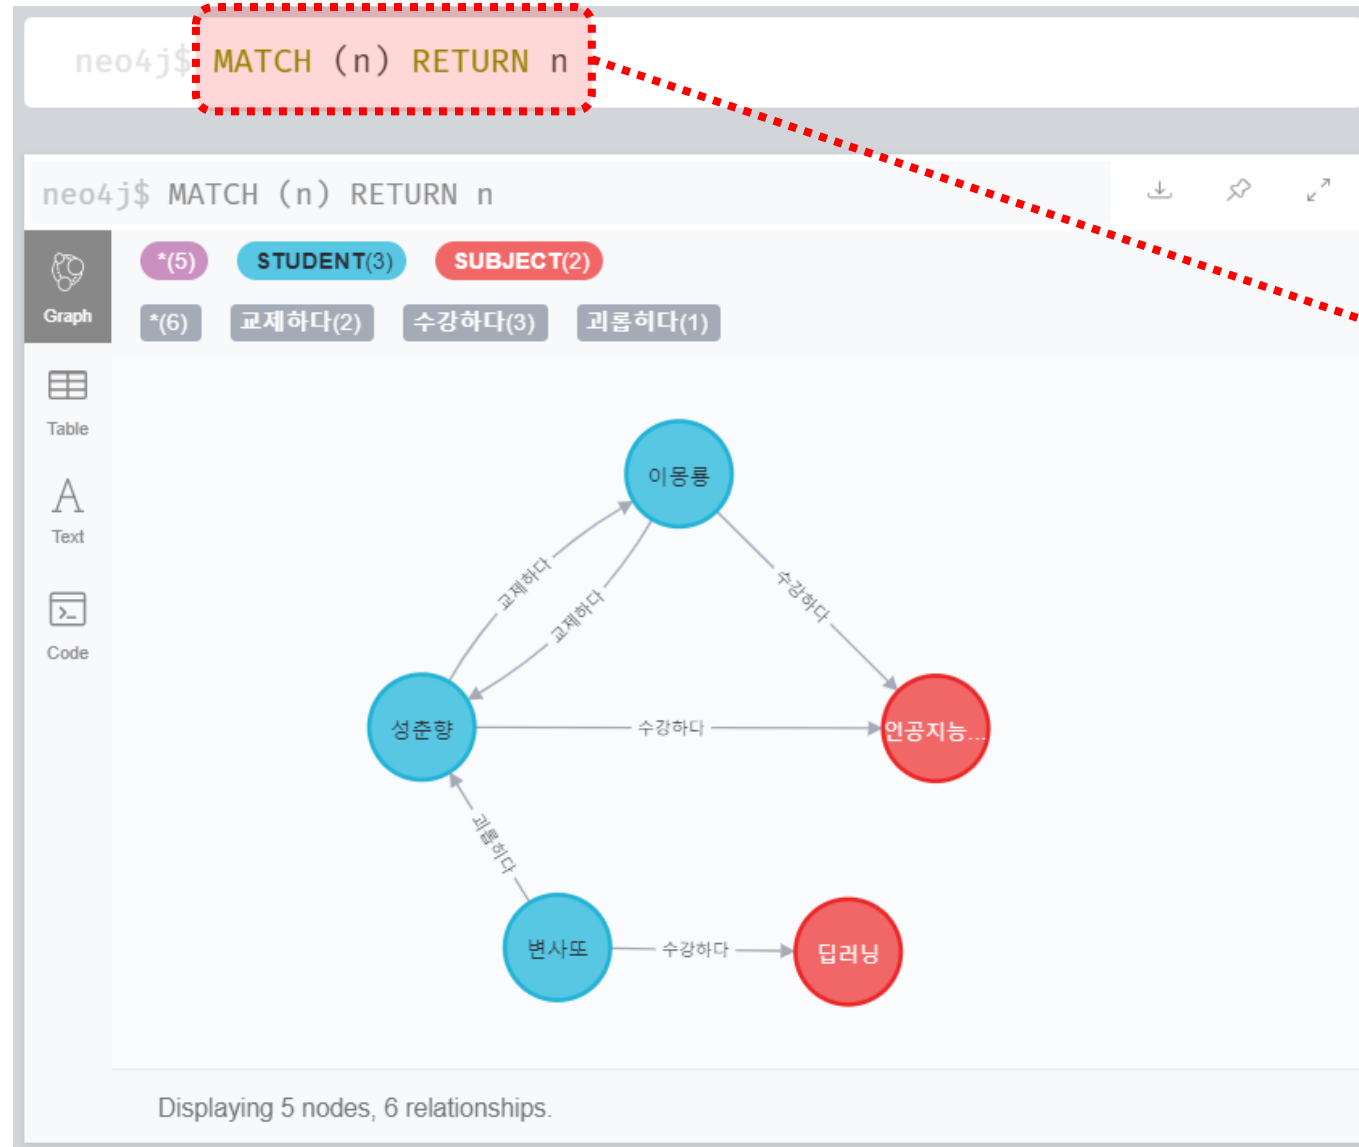 neo4j$ MATCH (n) RETURN n
neo4j$ MATCH (n) RETURN n
*(5) STUDENT(3) SUBJECT(2)
Graph
*(6) 교제하다(2) 수강하다(3) 괴롭히다(1)
Table
Text
Code
이몽룡
교제하다
수강하다
교제하다
성춘향
수강하다
인공지능...
괴롭히다
변사또
수강하다
딥러닝
Displaying 5 nodes, 6 relationships.